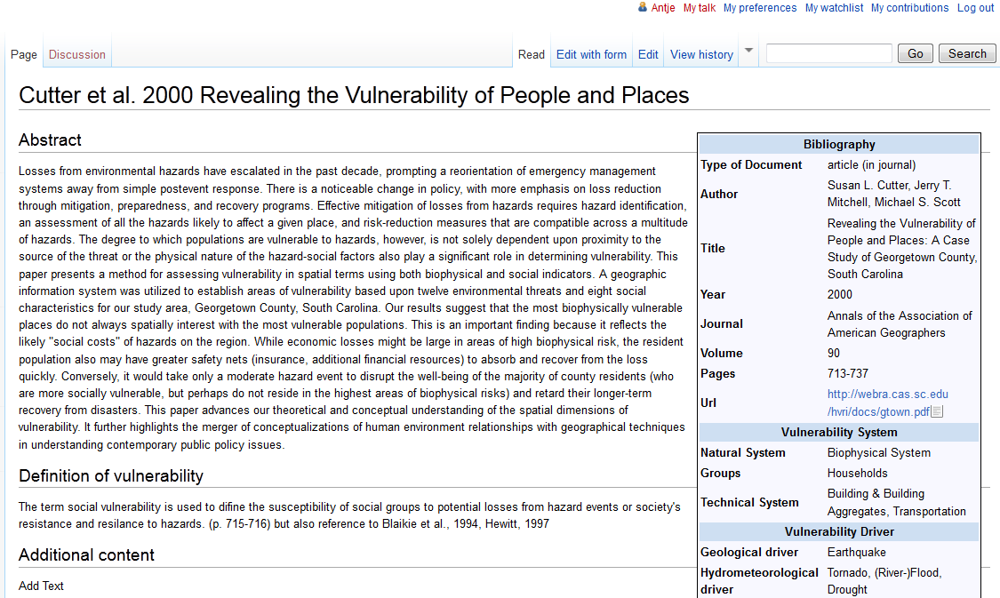 Antje My talk My preferences My watchlist My contributions Log out
Page Discussion Read Edit with form Edit View history Go Search
Cutter et al. 2000 Revealing the Vulnerability of People and Places
Abstract
Losses from environmental hazards have escalated in the past decade, prompting a reorientation of emergency management
systems away from simple postevent response. There is a noticeable change in policy, with more emphasis on loss reduction
through mitigation, preparedness, and recovery programs. Effective mitigation of losses from hazards requires hazard identification,
an assessment of all the hazards likely to affect a given place, and risk-reduction measures that are compatible across a multitude
of hazards. The degree to which populations are vulnerable to hazards, however, is not solely dependent upon proximity to the
source of the threat or the physical nature of the hazard-social factors also play a significant role in determining vulnerability. This
paper presents a method for assessing vulnerability in spatial terms using both biophysical and social indicators. A geographic
information system was utilized to establish areas of vulnerability based upon twelve environmental threats and eight social
characteristics for our study area, Georgetown County, South Carolina. Our results suggest that the most biophysically vulnerable
places do not always spatially interest with the most vulnerable populations. This is an important finding because it reflects the
likely "social costs" of hazards on the region. While economic losses might be large in areas of high biophysical risk, the resident
population also may have greater safety nets (insurance, additional financial resources) to absorb and recover from the loss
quickly. Conversely, it would take only a moderate hazard event to disrupt the well-being of the majority of county residents (who
are more socially vulnerable, but perhaps do not reside in the highest areas of biophysical risks) and retard their longer-term
recovery from disasters. This paper advances our theoretical and conceptual understanding of the spatial dimensions of
vulnerability. It further highlights the merger of conceptualizations of human environment relationships with geographical techniques
in understanding contemporary public policy issues.
Definition of vulnerability
The term social vulnerability is used to difine the susceptibility of social groups to potential losses from hazard events or society's
resistance and resilance to hazards. (p. 715-716) but also reference to Blaikie et al., 1994, Hewitt, 1997
Additional content
Add Text
Bibliography
Type of Document article (in journal)
Author Susan L. Cutter, Jerry T.
Mitchell, Michael S. Scott
Title Revealing the Vulnerability of
People and Places: A Case
Study of Georgetown County,
South Carolina
Year 2000
Journal Annals of the Association of
American Geographers
Volume 90
Pages 713-737
Url http://webra.cas.sc.edu
/hvri/docs/gtown.pdf
Vulnerability System
Natural System Biophysical System
Groups Households
Technical System Building & Building
Aggregates, Transportation
Vulnerability Driver
Geological driver Earthquake
Hydrometeorological Tornado, (River-)Flood,
driver Drought